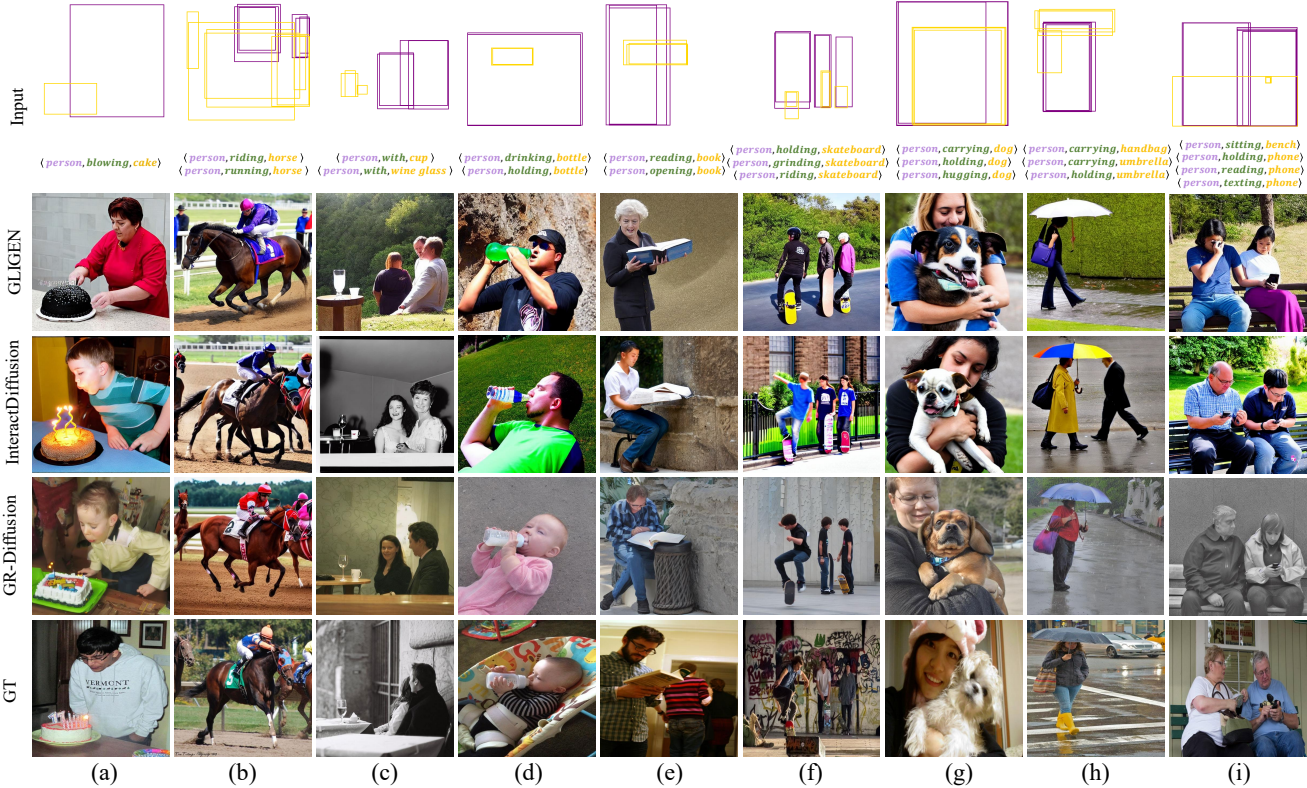 Input
⟨person,blowing,cake⟩
⟨person,riding,horse⟩
⟨person,running,horse⟩
⟨person,with,cup⟩
⟨person,with,wine glass⟩
⟨person,drinking,bottle⟩
⟨person,holding,bottle⟩
⟨person,reading,book⟩
⟨person,opening,book⟩
⟨person,holding,skateboard⟩
⟨person,grinding,skateboard⟩
⟨person,riding,skateboard⟩
⟨person,carrying,dog⟩
⟨person,holding,dog⟩
⟨person,hugging,dog⟩
⟨person,carrying,handbag⟩
⟨person,carrying,umbrella⟩
⟨person,holding,umbrella⟩
⟨person,sitting,bench⟩
⟨person,holding,phone⟩
⟨person,reading,phone⟩
⟨person,texting,phone⟩
GLIGEN
InteractDiffusion
GR-Diffusion
GT
VERMONT
5
(a) (b) (c) (d) (e) (f) (g) (h) (i)